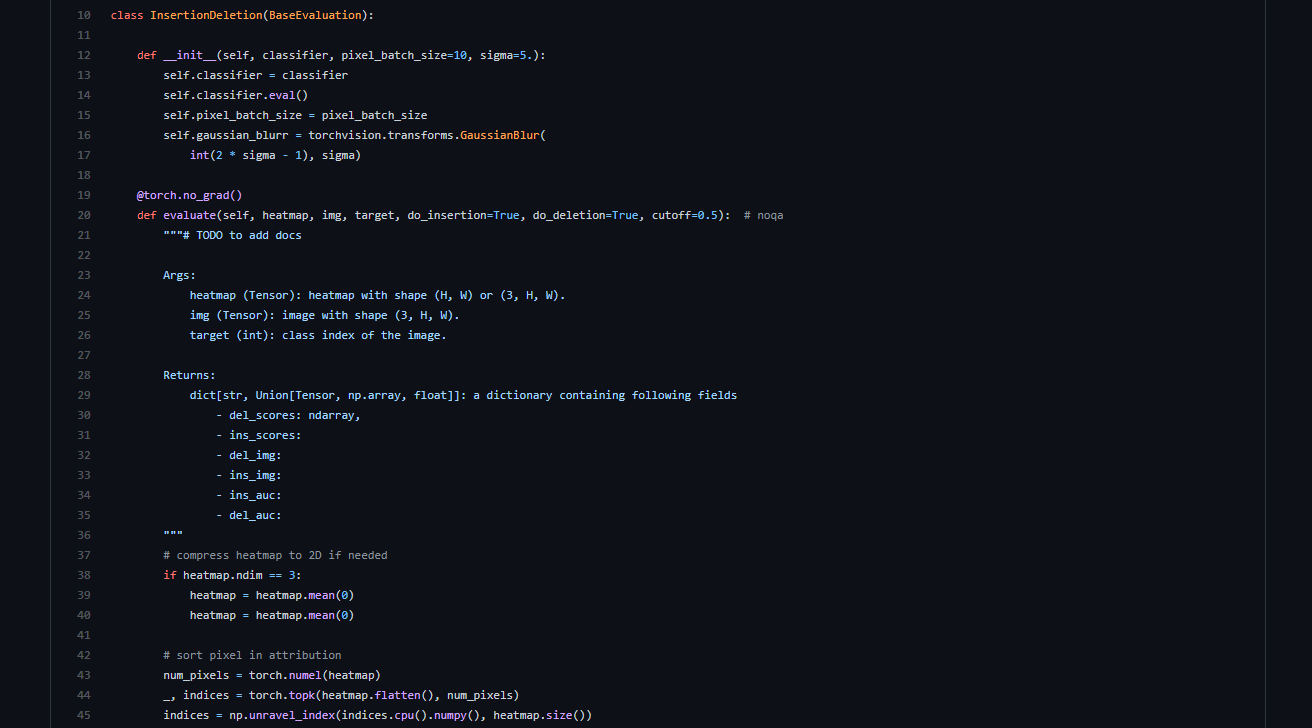 10 class InsertionDeletion(BaseEvaluation):
11
12     def __init__(self, classifier, pixel_batch_size=10, sigma=5.):
13         self.classifier = classifier
14         self.classifier.eval()
15         self.pixel_batch_size = pixel_batch_size
16         self.gaussian_blurr = torchvision.transforms.GaussianBlur(
17             int(2 * sigma - 1), sigma)
18
19     @torch.no_grad()
20     def evaluate(self, heatmap, img, target, do_insertion=True, do_deletion=True, cutoff=0.5):  # noqa
21         """# TODO to add docs
22
23         Args:
24             heatmap (Tensor): heatmap with shape (H, W) or (3, H, W).
25             img (Tensor): image with shape (3, H, W).
26             target (int): class index of the image.
27
28         Returns:
29             dict[str, Union[Tensor, np.array, float]]: a dictionary containing following fields
30                 - del_scores: ndarray,
31                 - ins_scores:
32                 - del_img:
33                 - ins_img:
34                 - ins_auc:
35                 - del_auc:
36         """
37         # compress heatmap to 2D if needed
38         if heatmap.ndim == 3:
39             heatmap = heatmap.mean(0)
40             heatmap = heatmap.mean(0)
41
42         # sort pixel in attribution
43         num_pixels = torch.numel(heatmap)
44         _, indices = torch.topk(heatmap.flatten(), num_pixels)
45         indices = np.unravel_index(indices.cpu().numpy(), heatmap.size())